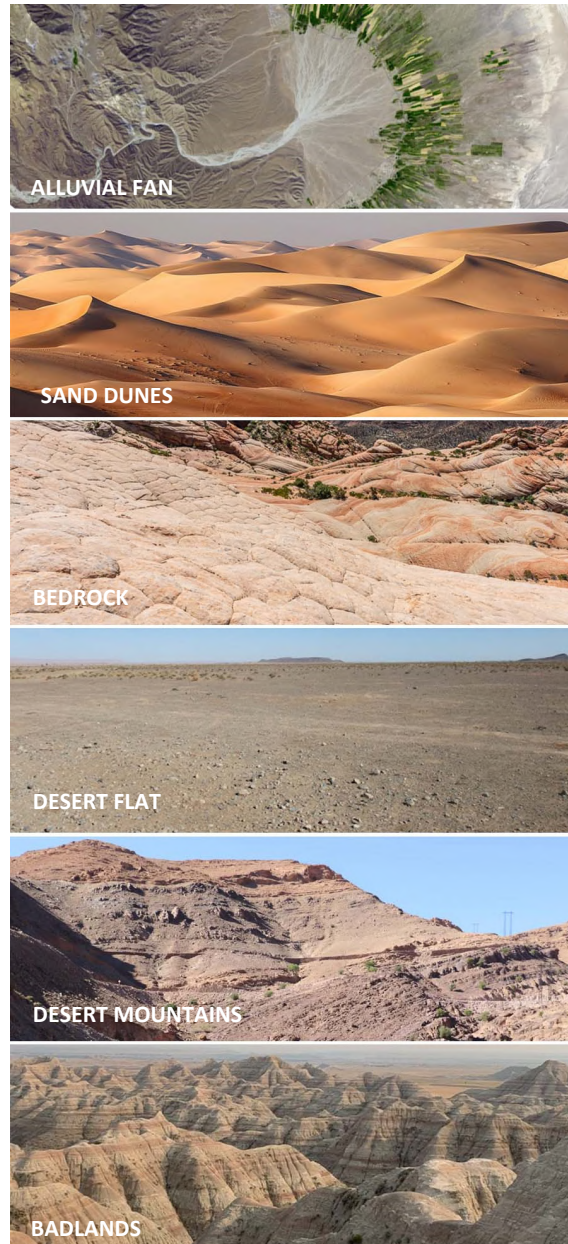 ALLUVIAL FAN
SAND DUNES
BEDROCK
DESERT FLAT
DESERT MOUNTAINS
BADLANDS